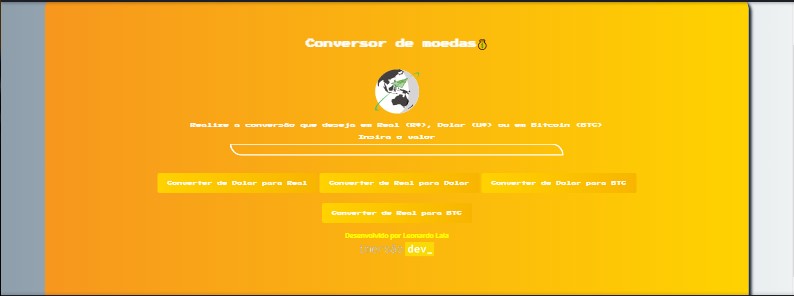 Conversor de moedas
Realize a conversão que deseja em Real (R$), Dolar (U$) ou em Bitcoin (BTC)
Insira o valor
Converter de Dolar para Real
Converter de Real para Dolar
Converter de Dolar para BTC
Converter de Real para BTC
Desenvolvido por Leonardo Lala
dev_